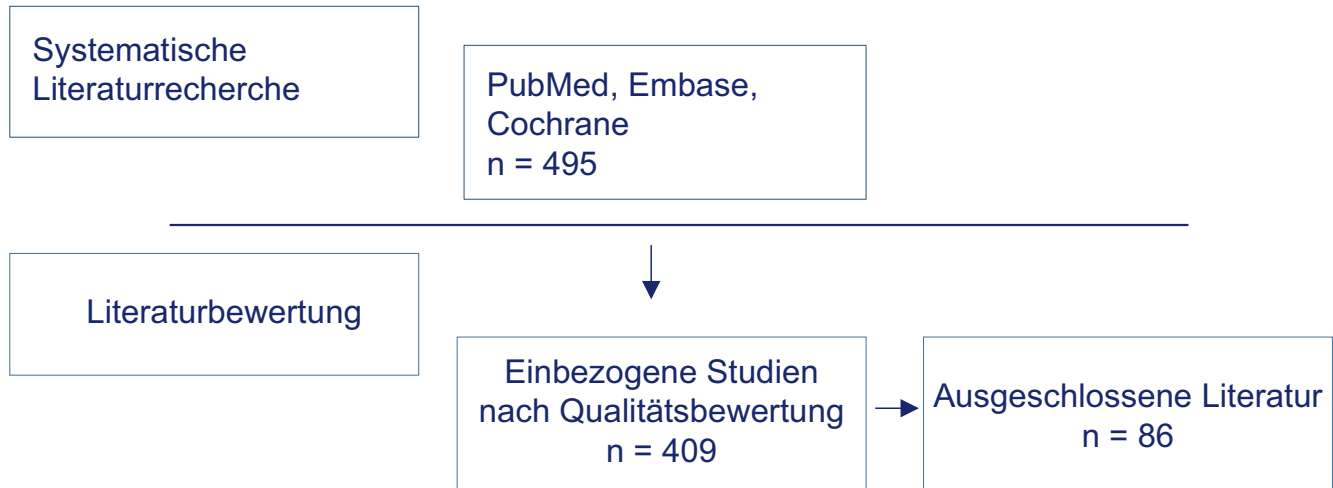 Systematische
Literaturrecherche
PubMed, Embase,
Cochrane
n = 495
Literaturbewertung
Einbezogene Studien
nach Qualitätsbewertung
n = 409
Ausgeschlossene Literatur
n = 86